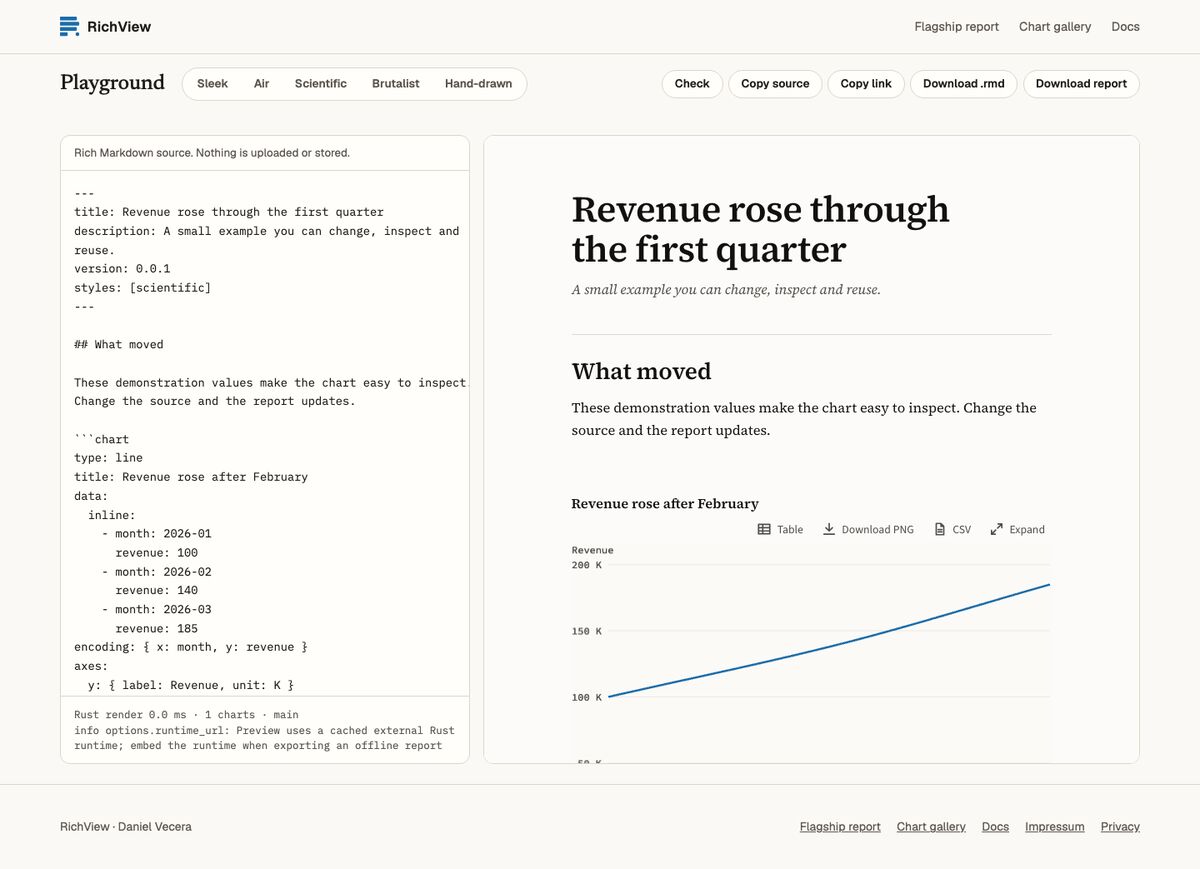 RichView
Flagship report Chart gallery Docs
Playground
Sleek Air Scientific Brutalist Hand-drawn
Check Copy source Copy link Download .rmd Download report
Rich Markdown source. Nothing is uploaded or stored.
---
title: Revenue rose through the first quarter
description: A small example you can change, inspect and
reuse.
version: 0.0.1
styles: [scientific]
---
## What moved
These demonstration values make the chart easy to inspect.
Change the source and the report updates.
```chart
type: line
title: Revenue rose after February
data:
  inline:
    - month: 2026-01
      revenue: 100
    - month: 2026-02
      revenue: 140
    - month: 2026-03
      revenue: 185
encoding: { x: month, y: revenue }
axes:
  y: { label: Revenue, unit: K }
Rust render 0.0 ms · 1 charts · main
info options.runtime_url: Preview uses a cached external Rust
runtime; embed the runtime when exporting an offline report
Revenue rose through
the first quarter
A small example you can change, inspect and reuse.
What moved
These demonstration values make the chart easy to inspect. Change the
source and the report updates.
Revenue rose after February
Table Download PNG CSV Expand
Revenue
200 K
150 K
100 K
50 K
RichView · Daniel Vecera
Flagship report Chart gallery Docs Impressum Privacy